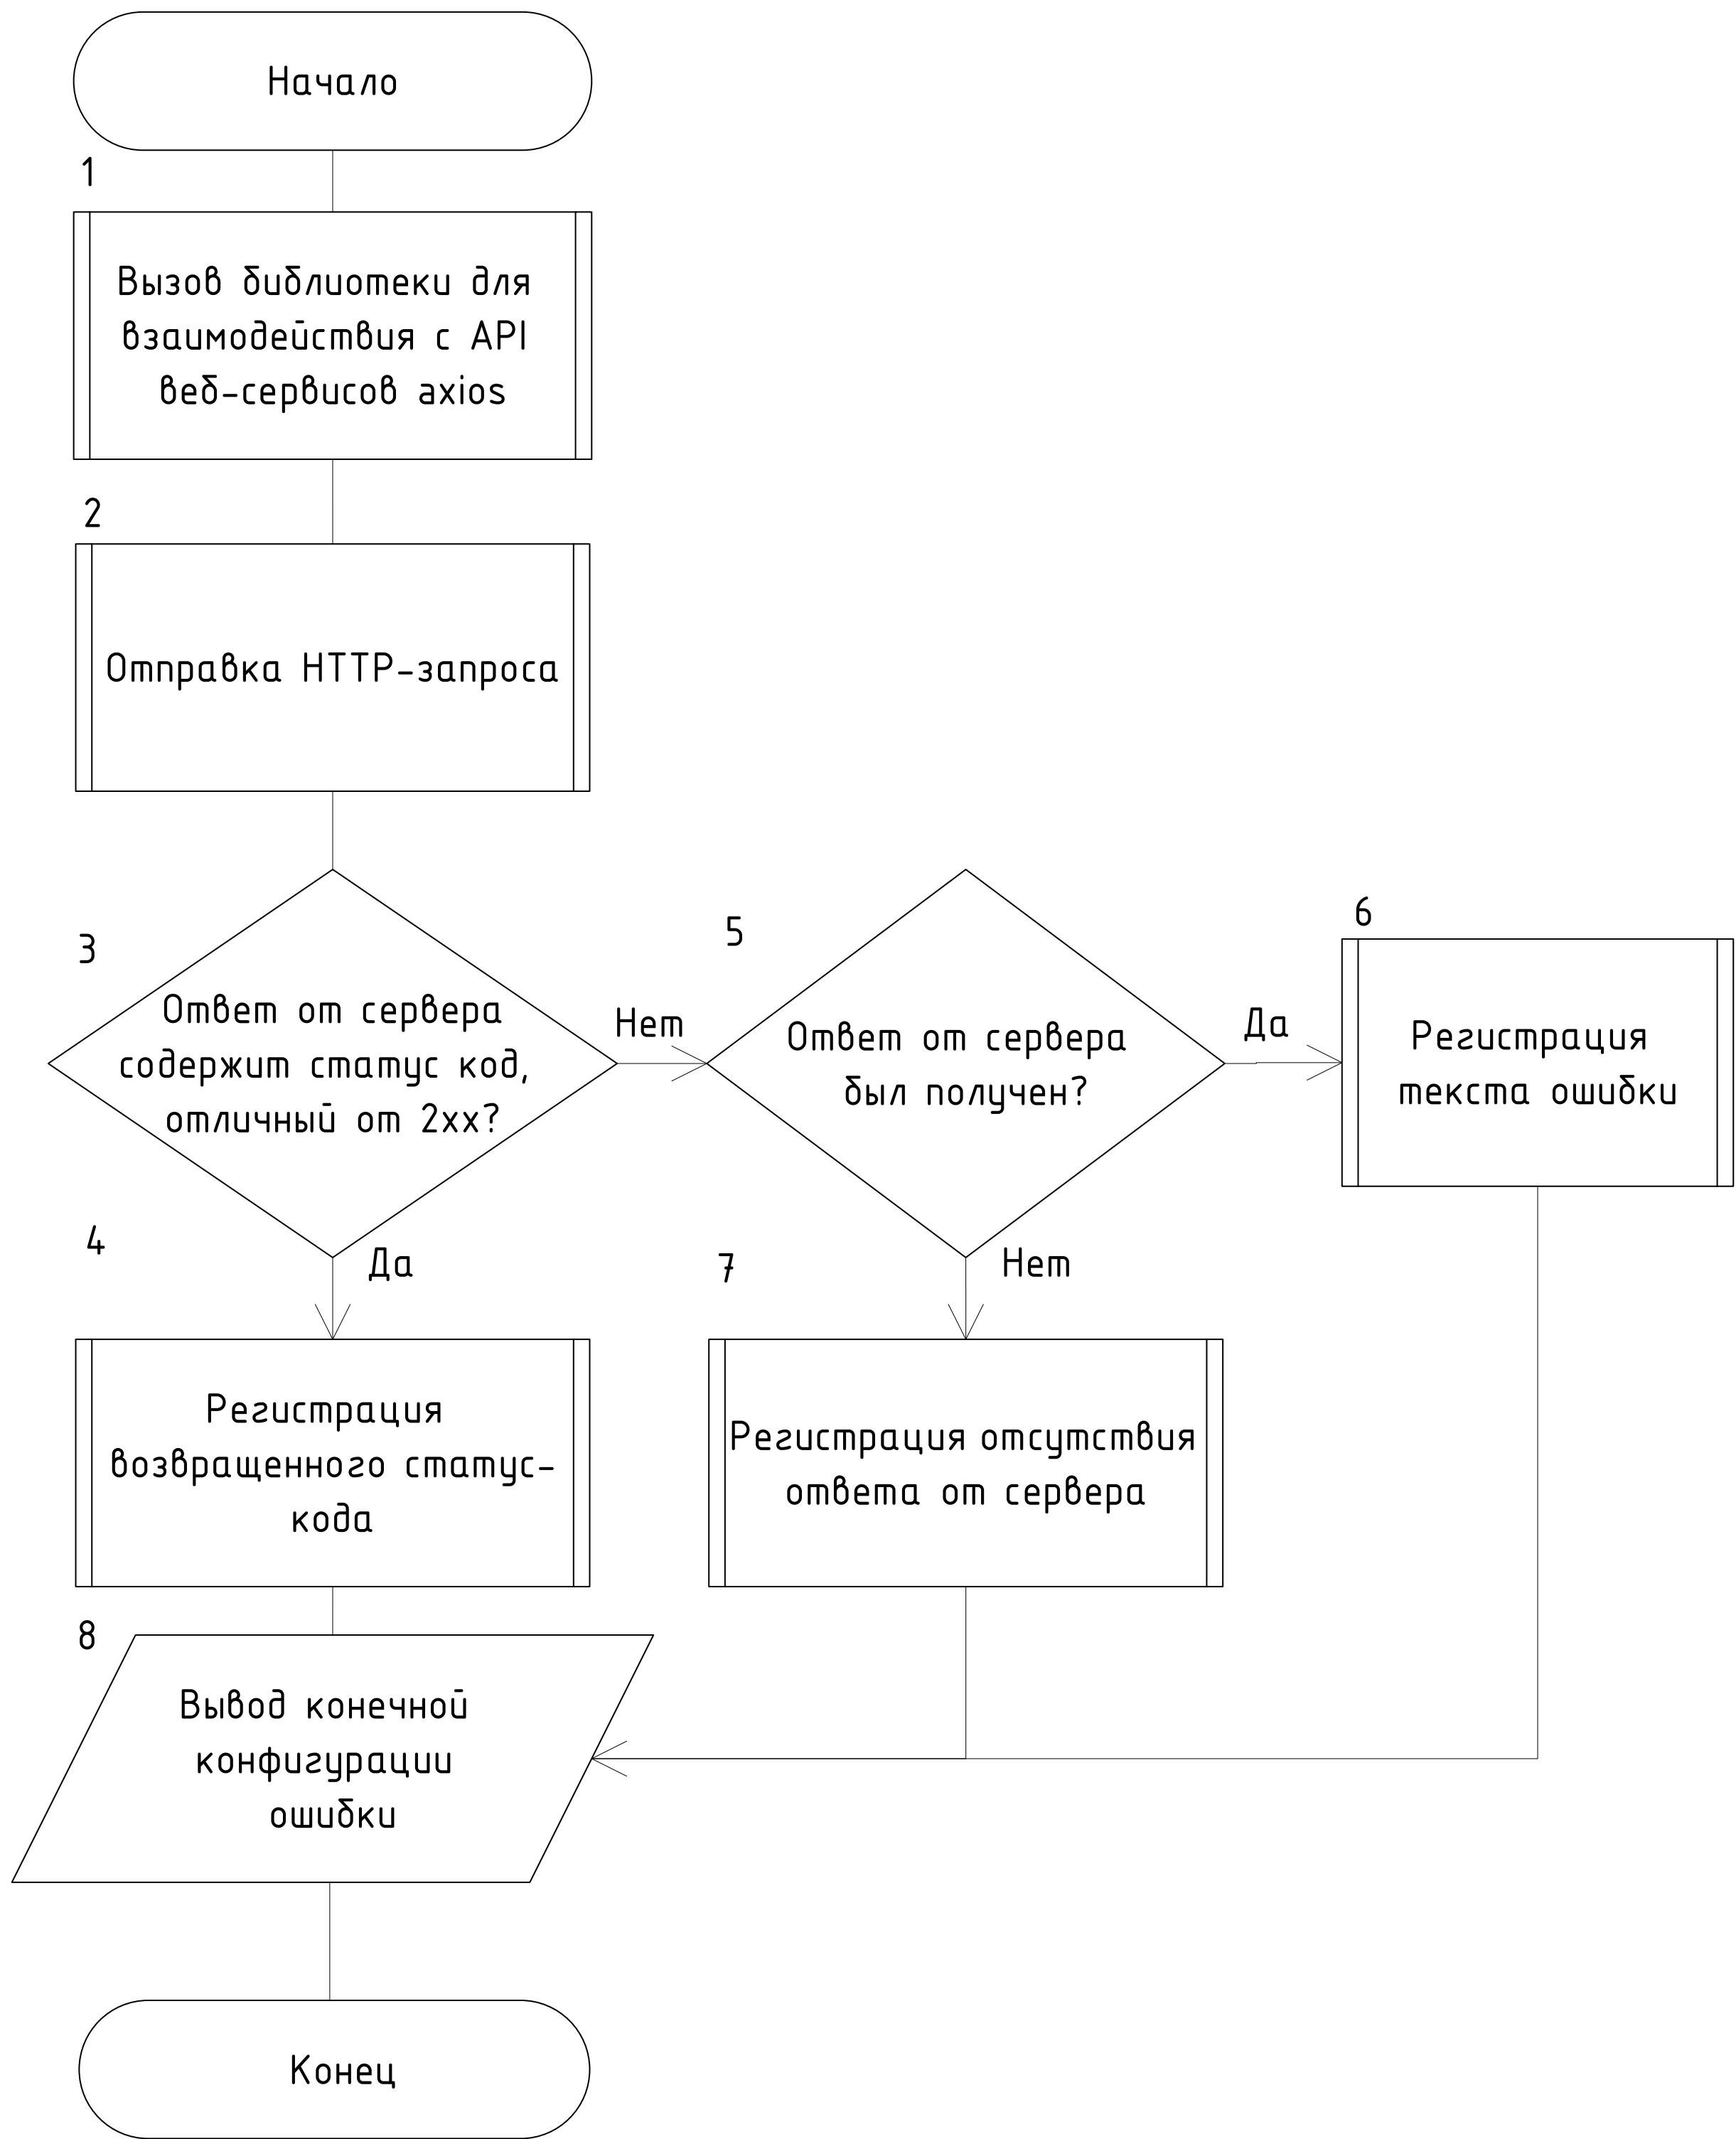 Начало
1
Вызов библиотеки для
взаимодействия с API
веб-сервисов axios
2
Отправка HTTP-запроса
3
Ответ от сервера
содержит статус код,
отличный от 2xx?
Нет
5
Ответ от сервера
был получен?
Да
6
Регистрация
текста ошибки
4
Да
7
Нет
Регистрация
возвращенного статус-
кода
Регистрация отсутствия
ответа от сервера
8
Вывод конечной
конфигурации
ошибки
Конец